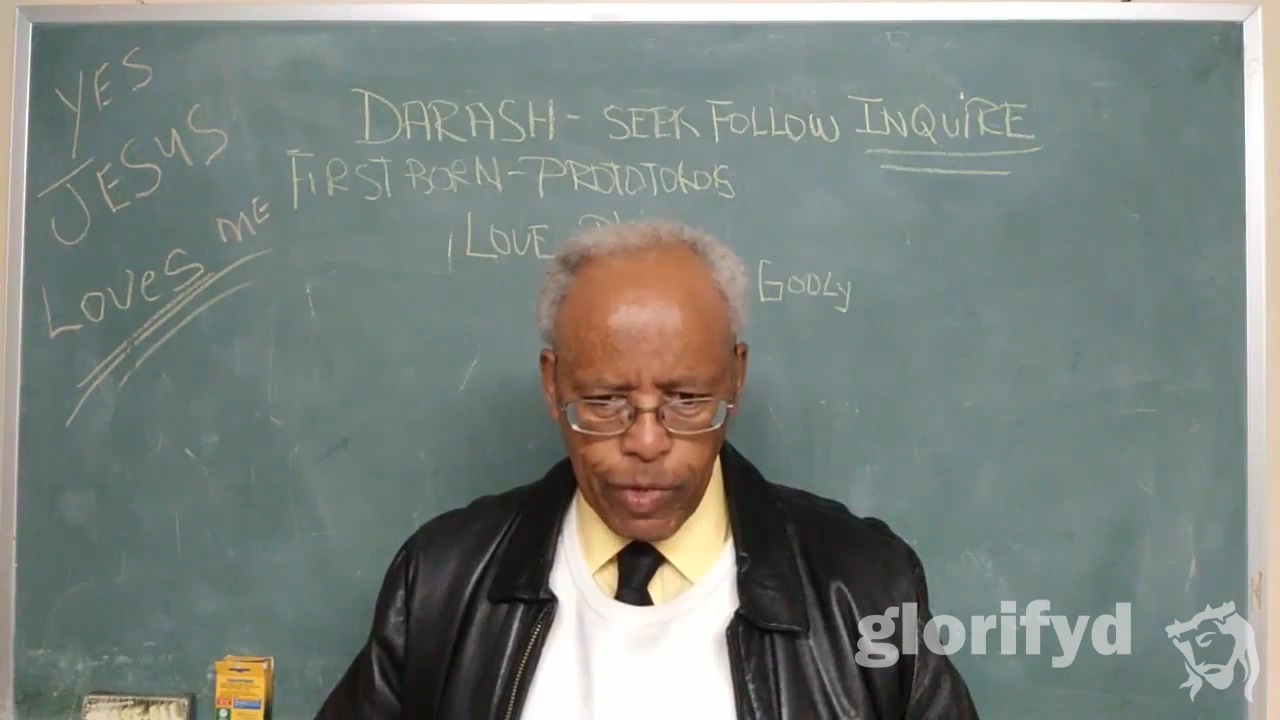 YES
JESUS
LOVES ME
DARASH - SEEK FOLLOW INQUIRE
FIRST BORN - PROTOTOKOS
LOVE
GODLY
glorifyd